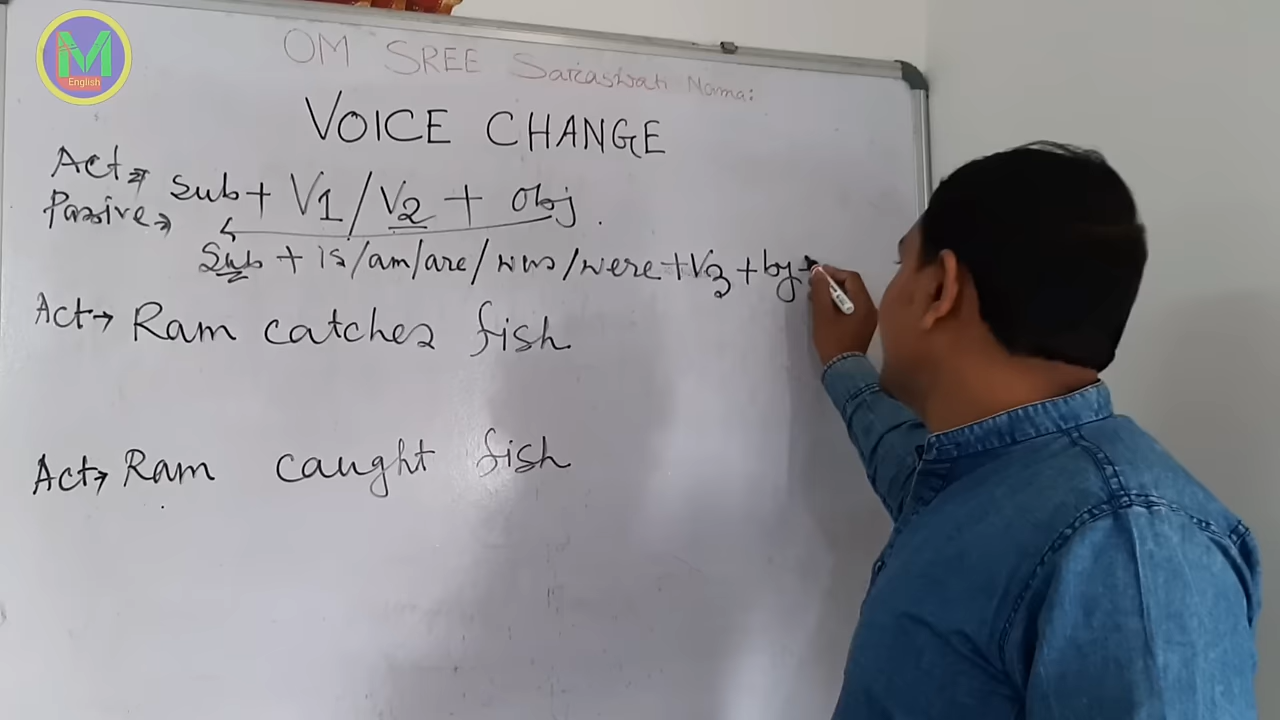 M
English
OM SREE Saraswati Nama:
VOICE CHANGE
Act→ Sub + V1 / V2 + Obj.
Passive→
Sub + is/am/are/was/were + V3 + by +
Act→ Ram catches fish
Act→ Ram caught fish